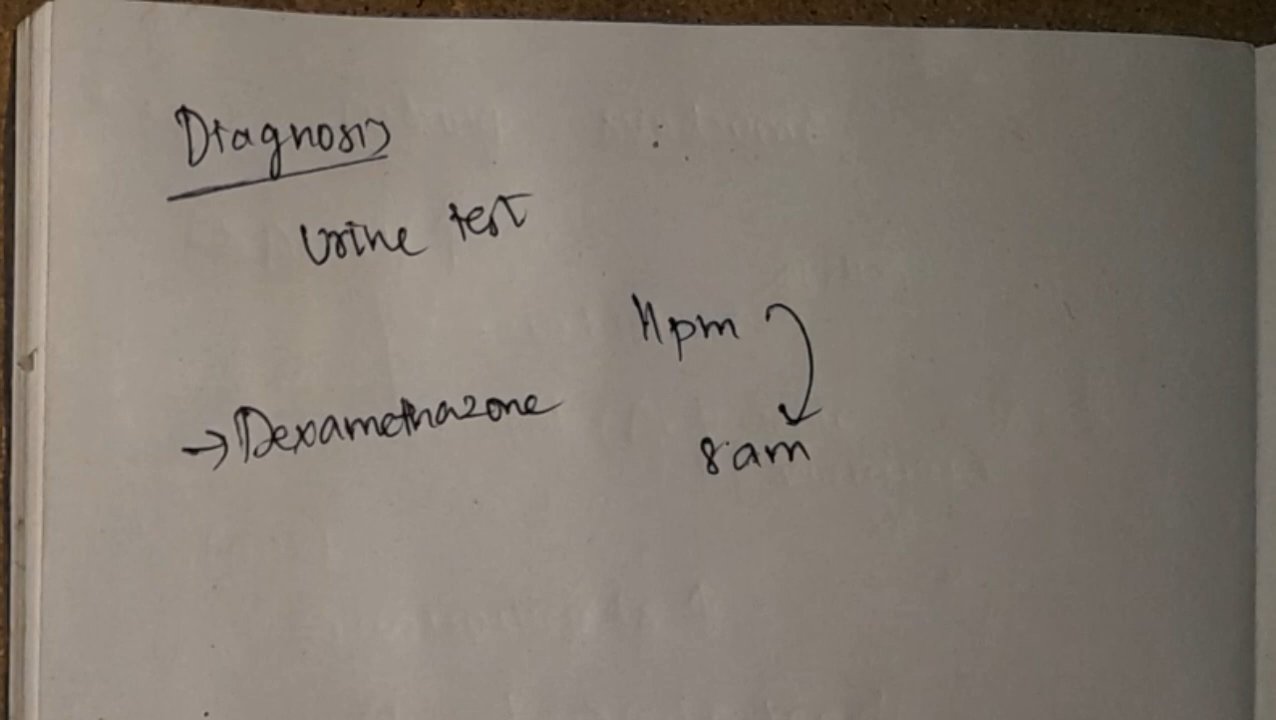 Diagnosis
Urine test
11pm
→ Dexamethazone
8am